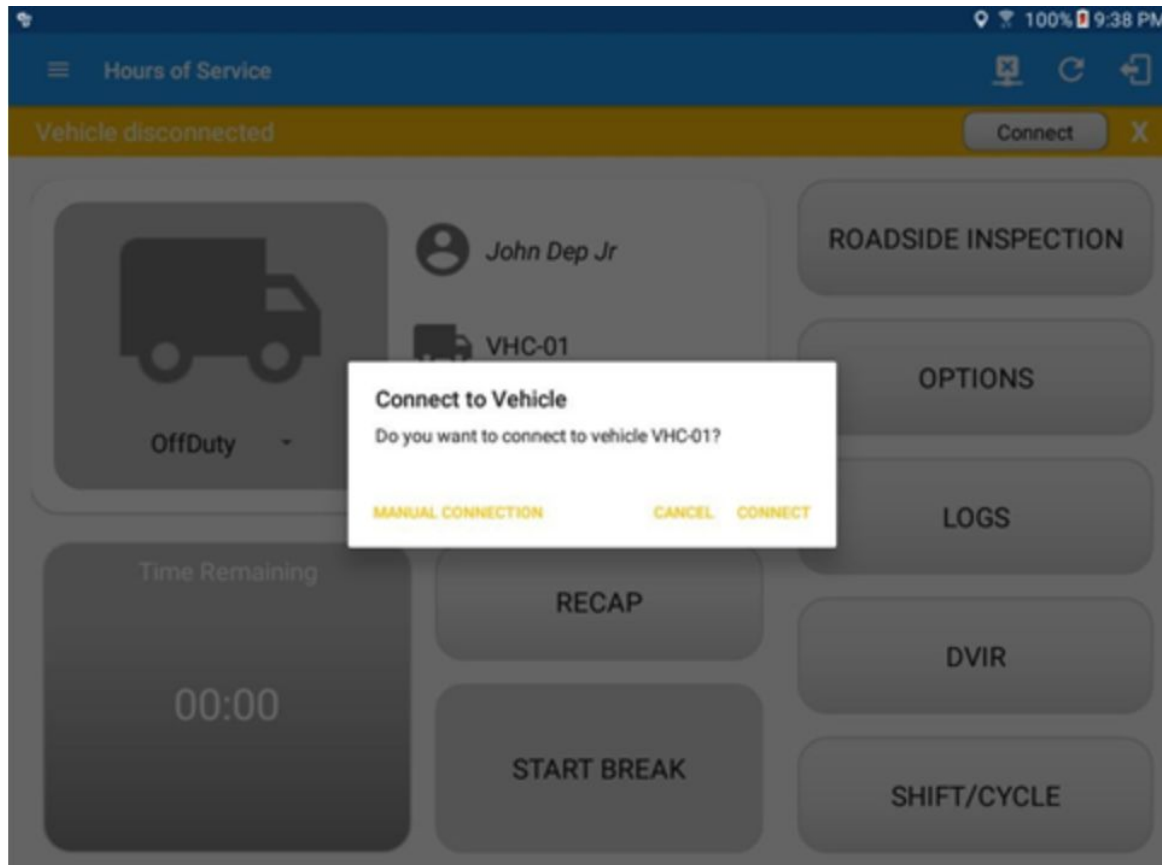 100% 9:38 PM
Hours of Service
Vehicle disconnected
Connect
X
John Dep Jr
VHC-01
OffDuty
ROADSIDE INSPECTION
OPTIONS
LOGS
DVIR
SHIFT/CYCLE
Connect to Vehicle
Do you want to connect to vehicle VHC-01?
MANUAL CONNECTION
CANCEL
CONNECT
Time Remaining
00:00
RECAP
START BREAK